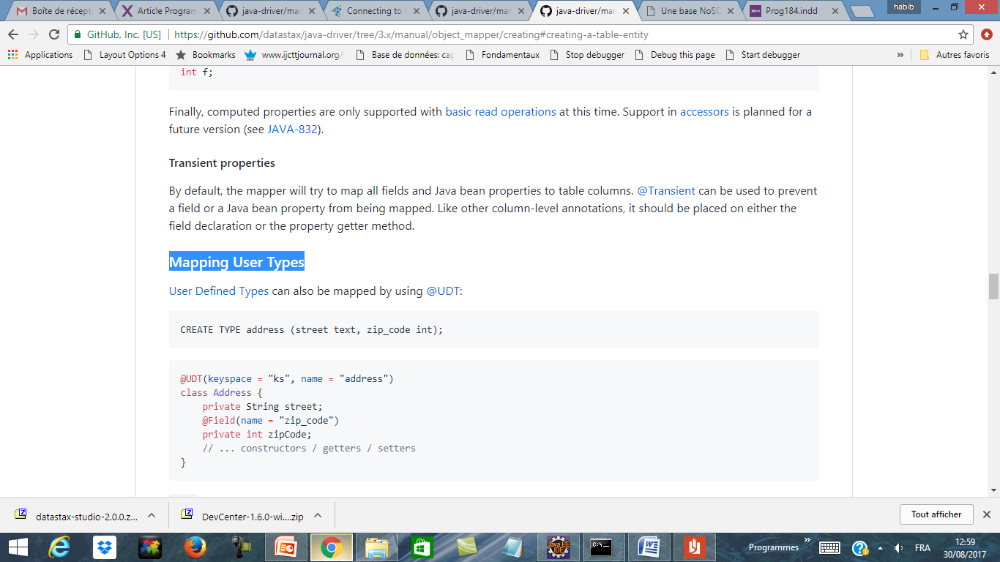 Boîte de récept
Article Program
java-driver/mar
Connecting to C
java-driver/mar
java-driver/mar
Une base NoSQ
Prog184.indd
habib
GitHub, Inc. [US]
https://github.com/datastax/java-driver/tree/3.x/manual/object_mapper/creating#creating-a-table-entity
Applications
Layout Options 4
Bookmarks
www.ijcttjournal.org/
Base de données: cap
Fondamentaux
Stop debugger
Debug this page
Start debugger
»
Autres favoris
int f;
Finally, computed properties are only supported with basic read operations at this time. Support in accessors is planned for a
future version (see JAVA-832).
Transient properties
By default, the mapper will try to map all fields and Java bean properties to table columns. @Transient can be used to prevent
a field or a Java bean property from being mapped. Like other column-level annotations, it should be placed on either the
field declaration or the property getter method.
Mapping User Types
User Defined Types can also be mapped by using @UDT:
CREATE TYPE address (street text, zip_code int);
@UDT(keyspace = "ks", name = "address")
class Address {
    private String street;
    @Field(name = "zip_code")
    private int zipCode;
    // ... constructors / getters / setters
}
datastax-studio-2.0.0.z...
DevCenter-1.6.0-wi....zip
Tout afficher
Java EE
IDE
C:\_
Programmes
»
FRA
12:59
30/08/2017